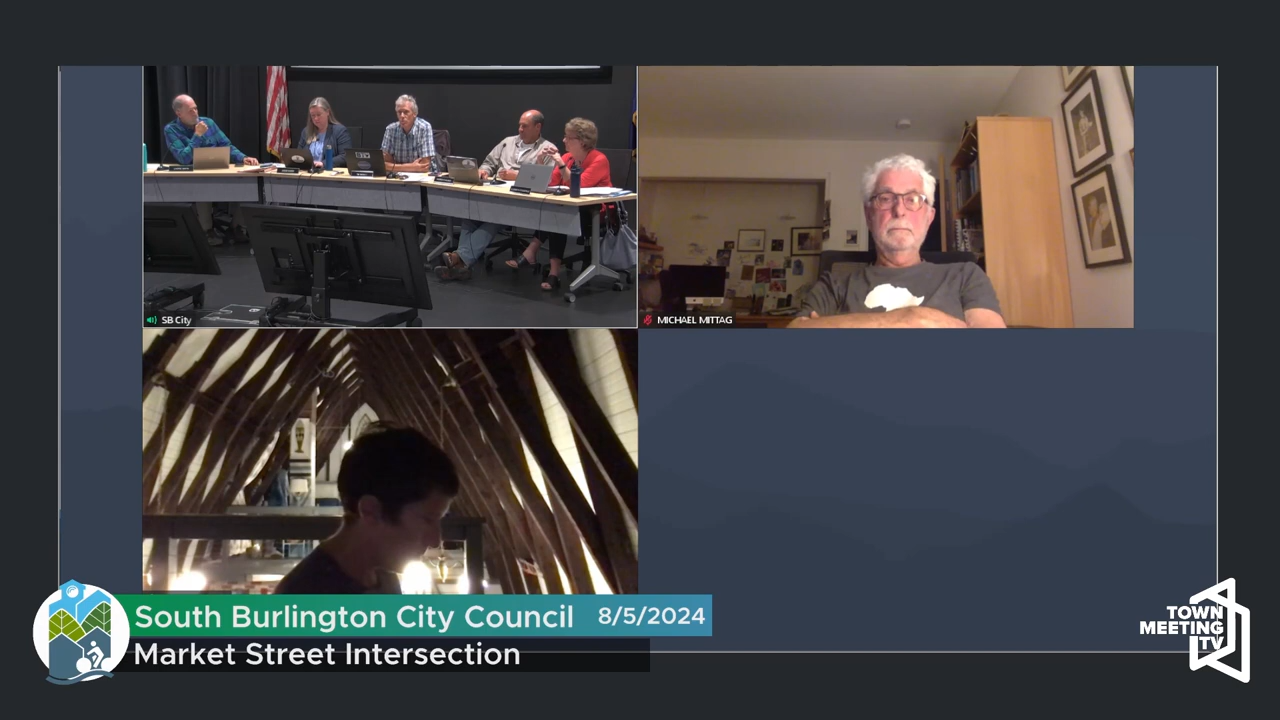 SB City
MICHAEL MITTAG
South Burlington City Council 8/5/2024
Market Street Intersection
TOWN
MEETING
TV